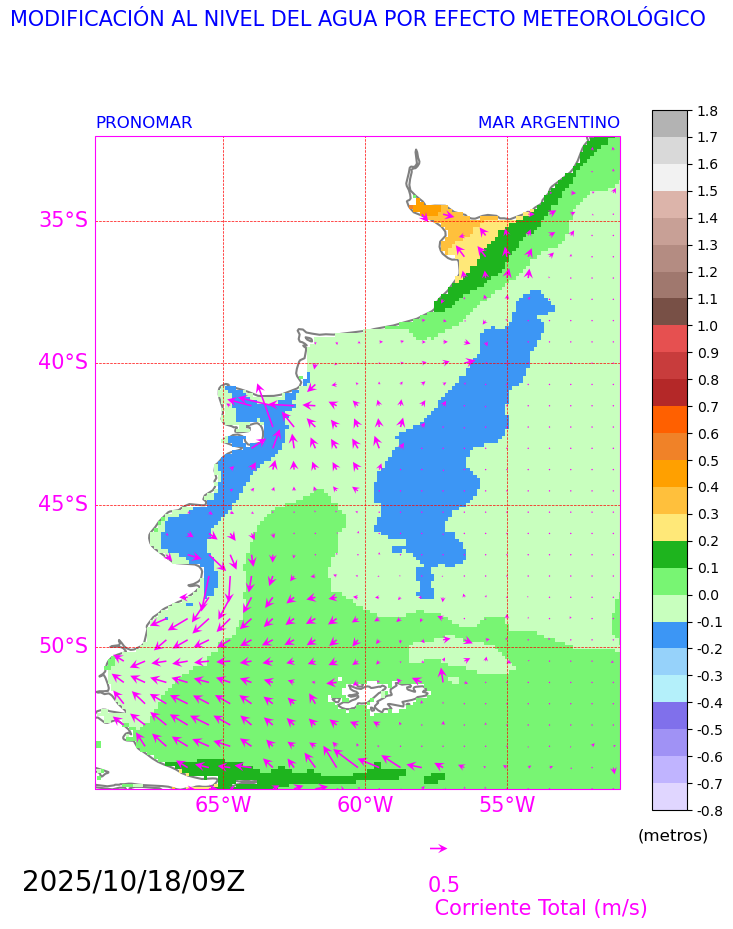 MODIFICACIÓN AL NIVEL DEL AGUA POR EFECTO METEOROLÓGICO
PRONOMAR
MAR ARGENTINO
35°S
40°S
45°S
50°S
65°W
60°W
55°W
1.8
1.7
1.6
1.5
1.4
1.3
1.2
1.1
1.0
0.9
0.8
0.7
0.6
0.5
0.4
0.3
0.2
0.1
0.0
-0.1
-0.2
-0.3
-0.4
-0.5
-0.6
-0.7
-0.8
(metros)
2025/10/18/09Z
0.5
Corriente Total (m/s)